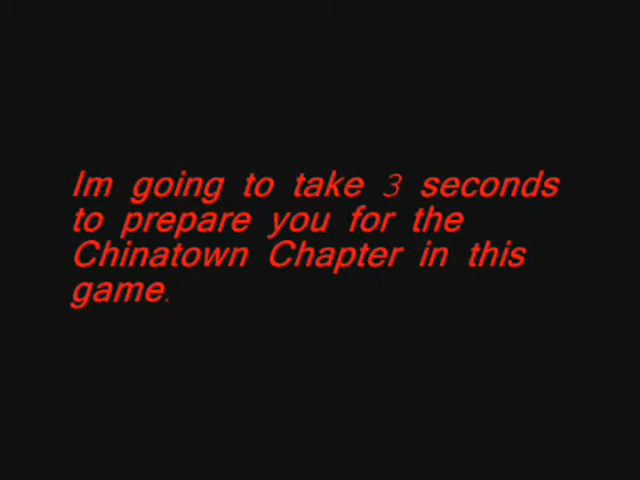 Im going to take 3 seconds
to prepare you for the
Chinatown Chapter in this
game.